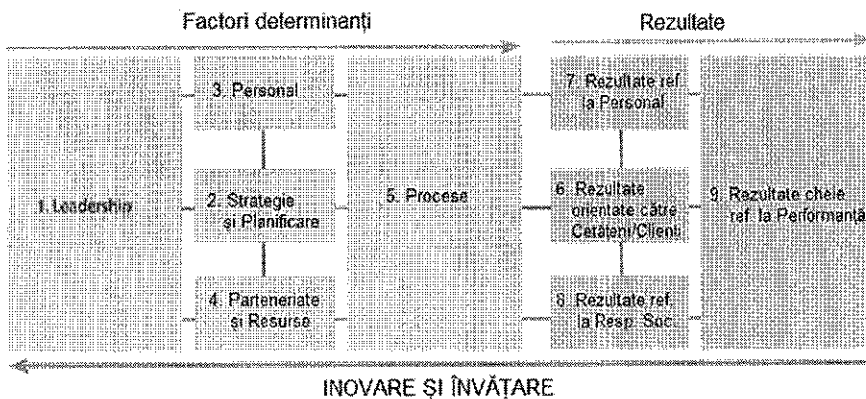 Factori determinanți
Rezultate
1. Leadership
3. Personal
2. Strategie
și Planificare
4. Parteneriate
și Resurse
5. Procese
7. Rezultate ref.
la Personal
6. Rezultate
orientate către
Cetățeni/Clienți
8. Rezultate ref.
la Resp. Soc.
9. Rezultate cheie
ref. la Performanță
INOVARE ȘI ÎNVĂȚARE